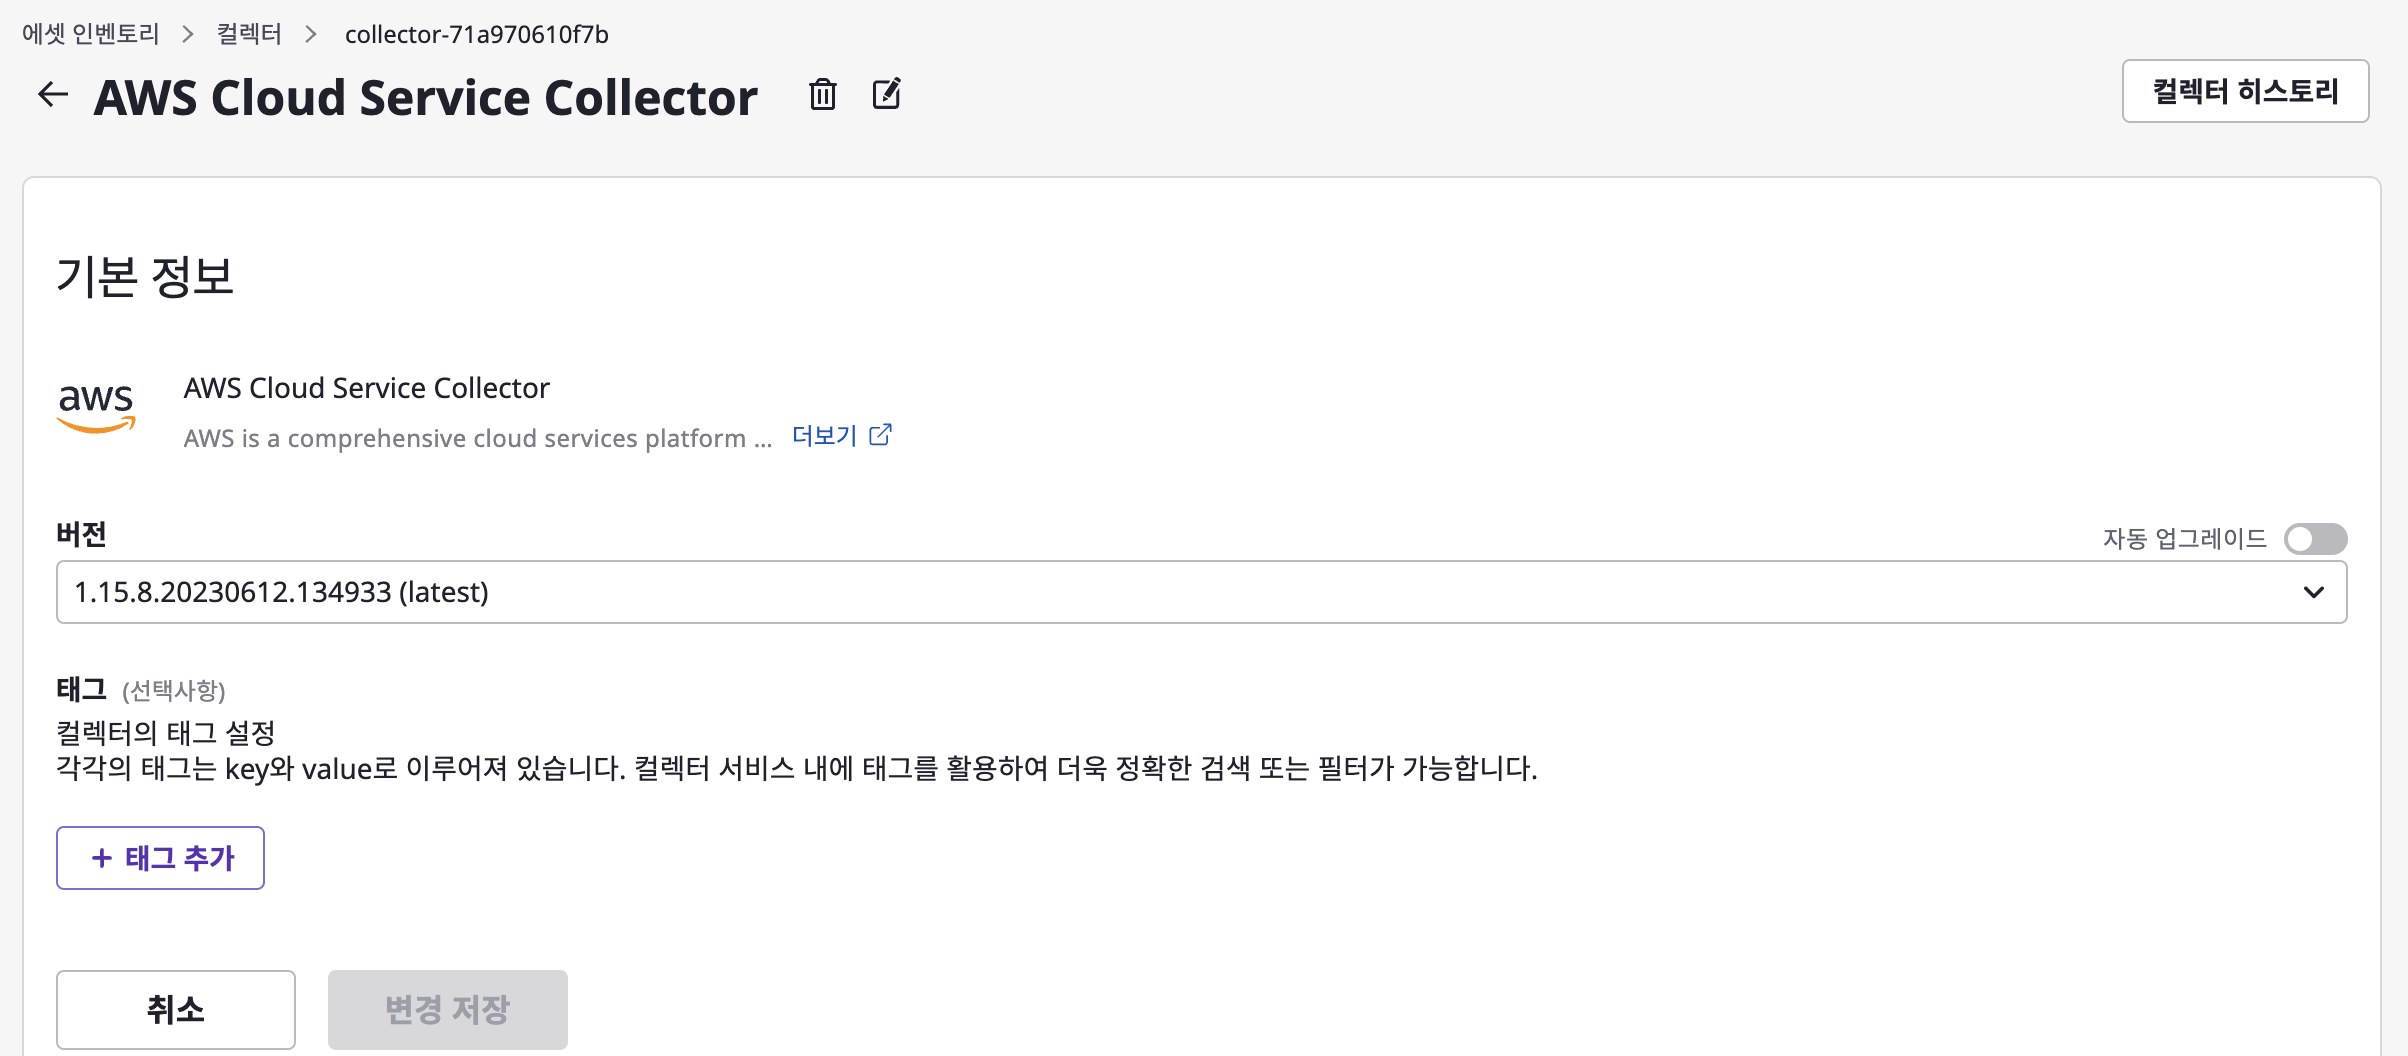 에셋 인벤토리 > 컬렉터 > collector-71a970610f7b
AWS Cloud Service Collector
컬렉터 히스토리
기본 정보
aws
AWS Cloud Service Collector
AWS is a comprehensive cloud services platform ... 더보기
버전
자동 업그레이드
1.15.8.20230612.134933 (latest)
태그 (선택사항)
컬렉터의 태그 설정
각각의 태그는 key와 value로 이루어져 있습니다. 컬렉터 서비스 내에 태그를 활용하여 더욱 정확한 검색 또는 필터가 가능합니다.
+ 태그 추가
취소
변경 저장